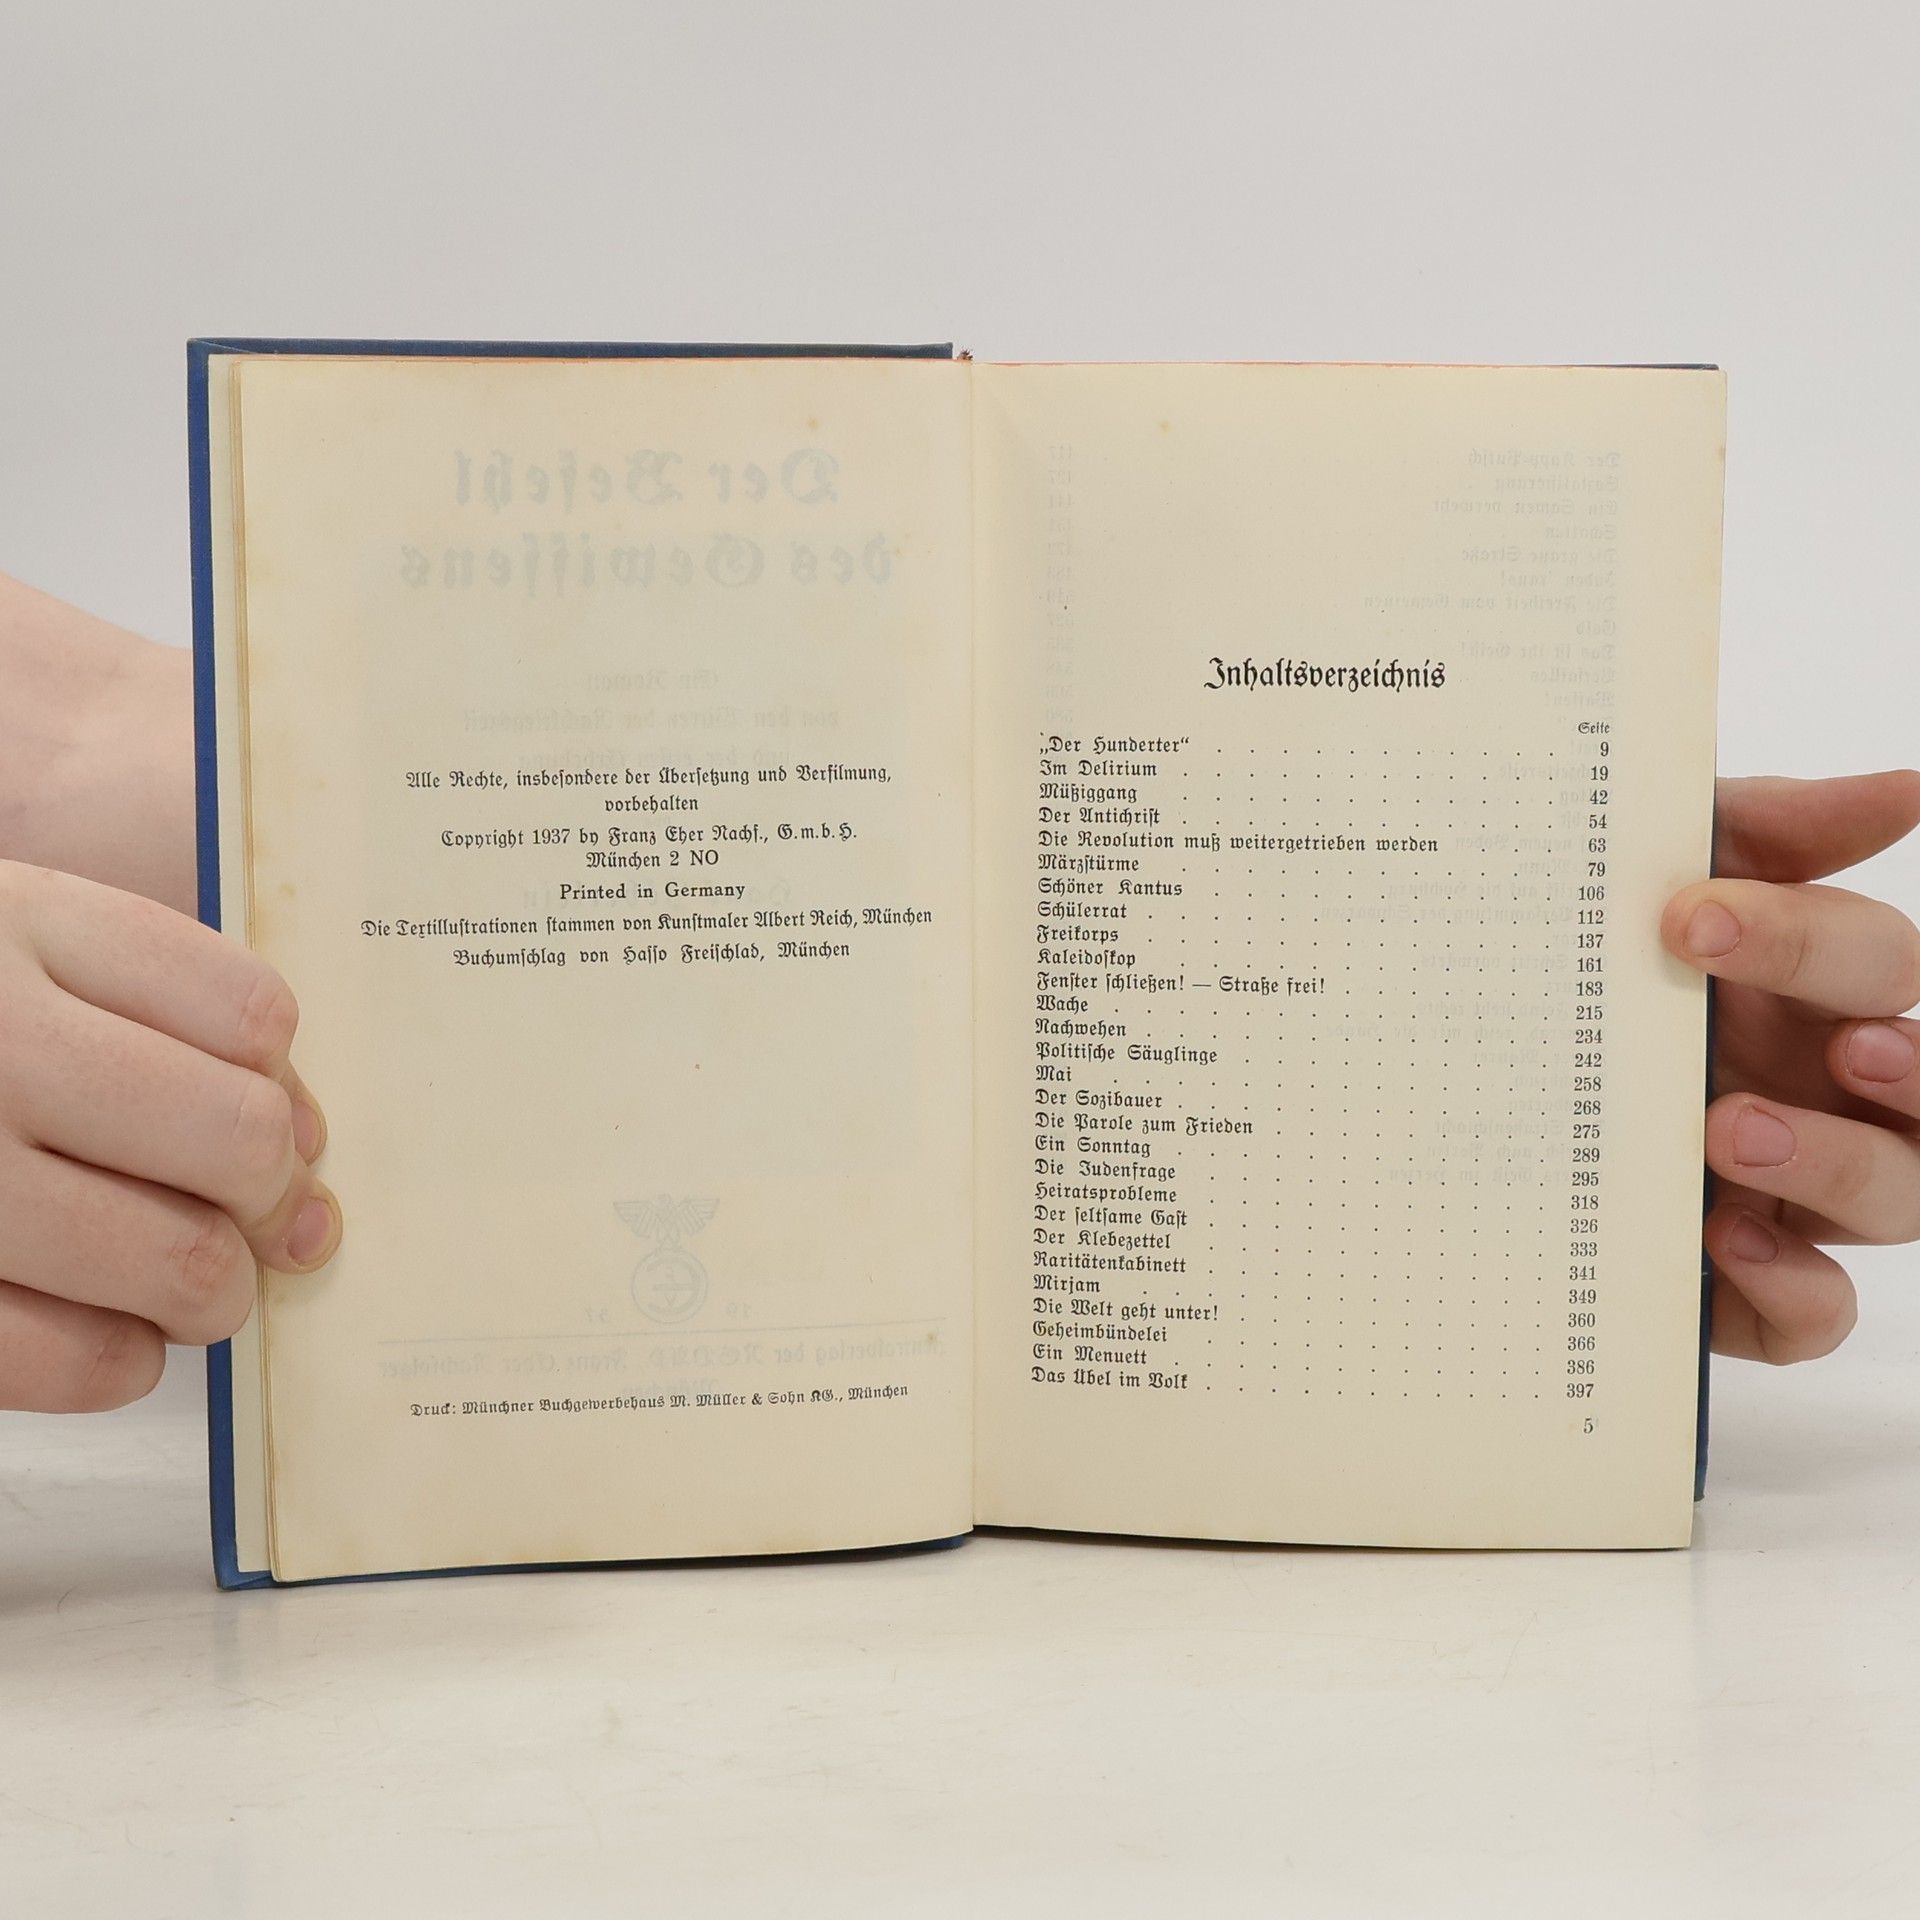 Alle Rechte, insbesondere der Übersetzung und Verfilmung,
vorbehalten
Copyright 1937 by Franz Eher Nachf., G.m.b.H.
München 2 NO
Printed in Germany
Die Textillustrationen stammen von Kunstmaler Albert Reich, München
Buchumschlag von Hasso Freischlad, München
Druck: Münchner Buchgewerbehaus M. Müller & Sohn KG., München
Inhaltsverzeichnis
Seite
„Der Hunderter“ . . . . . . . . . . . 9
Im Delirium . . . . . . . . . . . . 19
Müßiggang . . . . . . . . . . . . 42
Der Antichrist . . . . . . . . . . . . 54
Die Revolution muß weitergetrieben werden . . . 63
Märzstürme . . . . . . . . . . . . 79
Schöner Kantus . . . . . . . . . . . 106
Schülerrat . . . . . . . . . . . . . 112
Freikorps . . . . . . . . . . . . . 137
Kaleidoskop . . . . . . . . . . . . 161
Fenster schließen! — Straße frei! . . . . . . . 183
Wache . . . . . . . . . . . . . . 215
Nachwehen . . . . . . . . . . . . . 234
Politische Säuglinge . . . . . . . . . . 242
Mai . . . . . . . . . . . . . . 258
Der Sozibauer . . . . . . . . . . . . 268
Die Parole zum Frieden . . . . . . . . . 275
Ein Sonntag . . . . . . . . . . . . 289
Die Judenfrage . . . . . . . . . . . 295
Heiratsprobleme . . . . . . . . . . . 318
Der seltsame Gast . . . . . . . . . . . 326
Der Klebezettel . . . . . . . . . . . 333
Raritätenkabinett . . . . . . . . . . . 341
Mirjam . . . . . . . . . . . . . 349
Die Welt geht unter! . . . . . . . . . . 360
Geheimbündelei . . . . . . . . . . . 366
Ein Menuett . . . . . . . . . . . . 386
Das Übel im Volk . . . . . . . . . . . 397
5